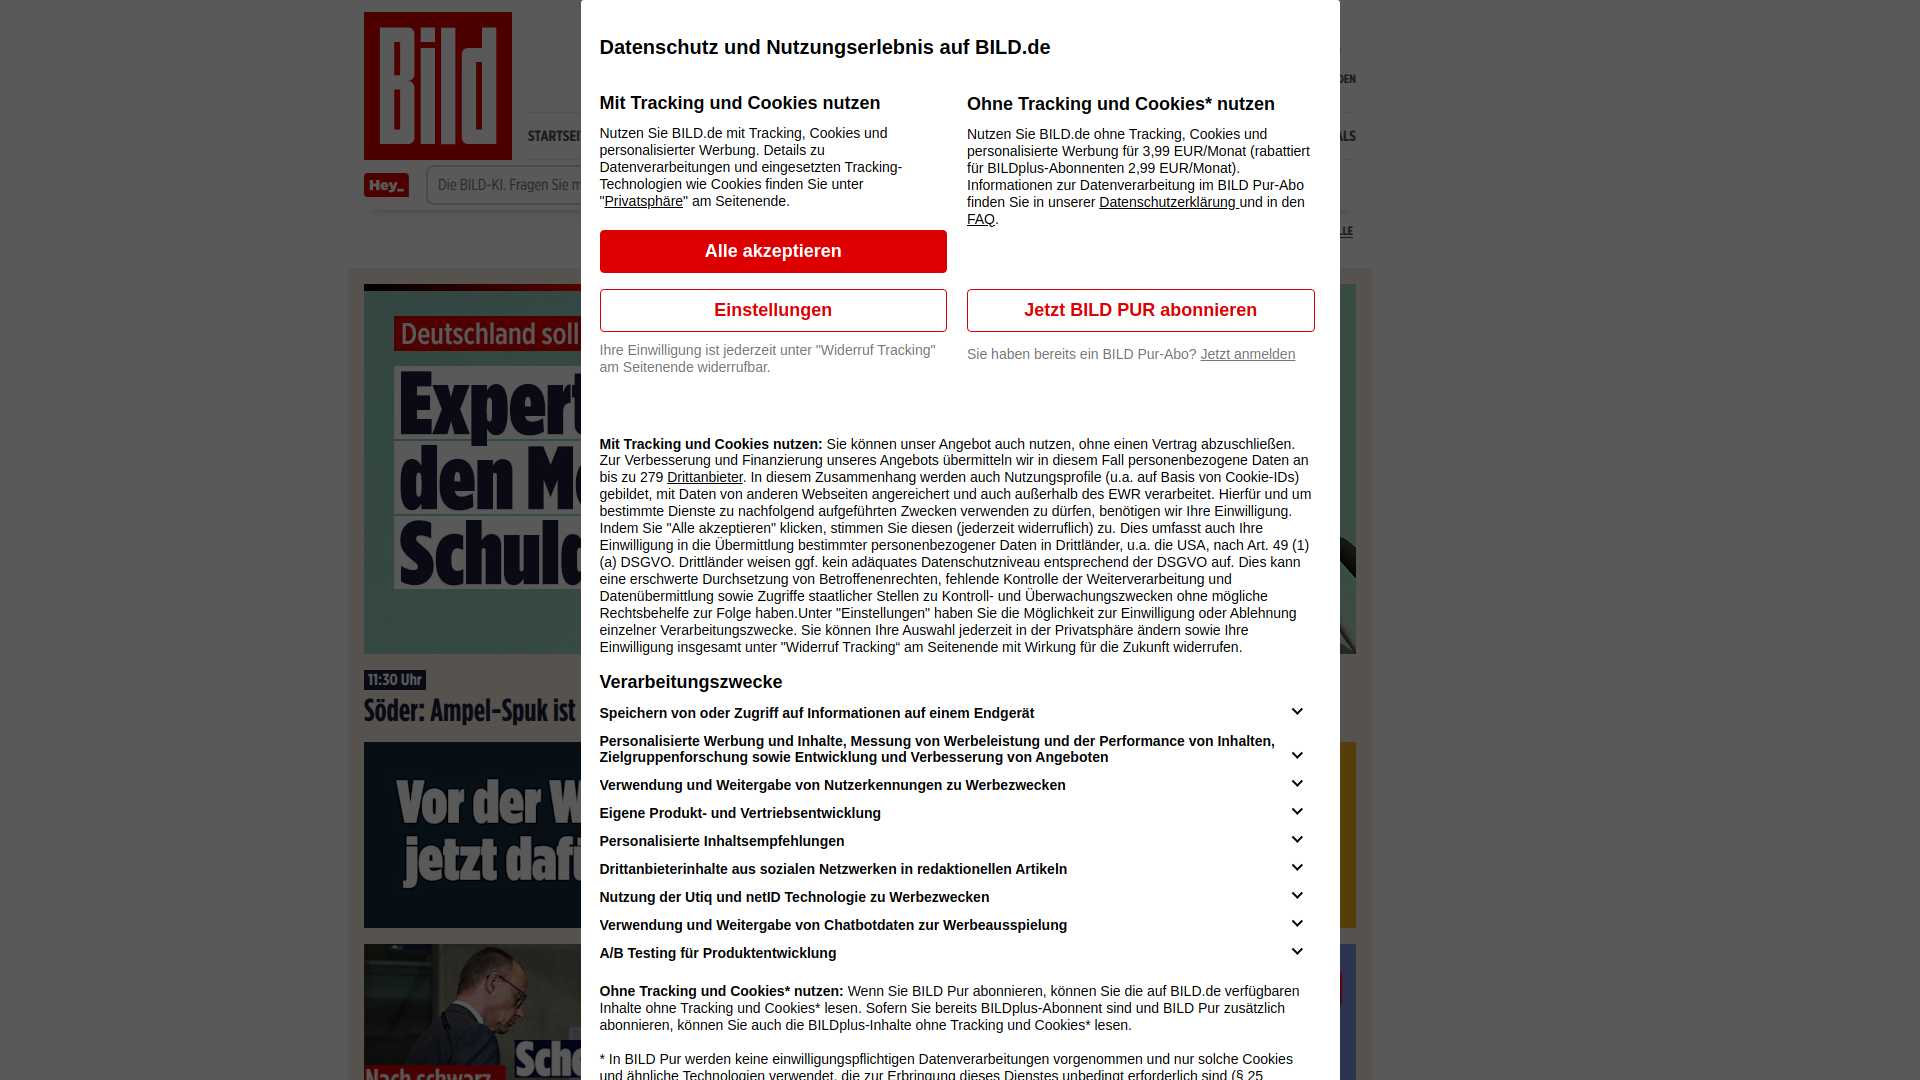 Bild
DEN
STARTSEI
ALS
Hey_
Die BILD-KI. Fragen Sie m
LLE
Deutschland soll
Expert
den M
Schuld
11:30 Uhr
Söder: Ampel-Spuk ist
Vor der W
jetzt dafü
Sche
Nach schwarz
Datenschutz und Nutzungserlebnis auf BILD.de
Mit Tracking und Cookies nutzen
Nutzen Sie BILD.de mit Tracking, Cookies und
personalisierter Werbung. Details zu
Datenverarbeitungen und eingesetzten Tracking-
Technologien wie Cookies finden Sie unter
"Privatsphäre" am Seitenende.
Alle akzeptieren
Einstellungen
Ihre Einwilligung ist jederzeit unter "Widerruf Tracking"
am Seitenende widerrufbar.
Ohne Tracking und Cookies* nutzen
Nutzen Sie BILD.de ohne Tracking, Cookies und
personalisierte Werbung für 3,99 EUR/Monat (rabattiert
für BILDplus-Abonnenten 2,99 EUR/Monat).
Informationen zur Datenverarbeitung im BILD Pur-Abo
finden Sie in unserer Datenschutzerklärung und in den
FAQ.
Jetzt BILD PUR abonnieren
Sie haben bereits ein BILD Pur-Abo? Jetzt anmelden
Mit Tracking und Cookies nutzen: Sie können unser Angebot auch nutzen, ohne einen Vertrag abzuschließen.
Zur Verbesserung und Finanzierung unseres Angebots übermitteln wir in diesem Fall personenbezogene Daten an
bis zu 279 Drittanbieter. In diesem Zusammenhang werden auch Nutzungsprofile (u.a. auf Basis von Cookie-IDs)
gebildet, mit Daten von anderen Webseiten angereichert und auch außerhalb des EWR verarbeitet. Hierfür und um
bestimmte Dienste zu nachfolgend aufgeführten Zwecken verwenden zu dürfen, benötigen wir Ihre Einwilligung.
Indem Sie "Alle akzeptieren" klicken, stimmen Sie diesen (jederzeit widerruflich) zu. Dies umfasst auch Ihre
Einwilligung in die Übermittlung bestimmter personenbezogener Daten in Drittländer, u.a. die USA, nach Art. 49 (1)
(a) DSGVO. Drittländer weisen ggf. kein adäquates Datenschutzniveau entsprechend der DSGVO auf. Dies kann
eine erschwerte Durchsetzung von Betroffenenrechten, fehlende Kontrolle der Weiterverarbeitung und
Datenübermittlung sowie Zugriffe staatlicher Stellen zu Kontroll- und Überwachungszwecken ohne mögliche
Rechtsbehelfe zur Folge haben.Unter "Einstellungen" haben Sie die Möglichkeit zur Einwilligung oder Ablehnung
einzelner Verarbeitungszwecke. Sie können Ihre Auswahl jederzeit in der Privatsphäre ändern sowie Ihre
Einwilligung insgesamt unter "Widerruf Tracking“ am Seitenende mit Wirkung für die Zukunft widerrufen.
Verarbeitungszwecke
Speichern von oder Zugriff auf Informationen auf einem Endgerät
Personalisierte Werbung und Inhalte, Messung von Werbeleistung und der Performance von Inhalten,
Zielgruppenforschung sowie Entwicklung und Verbesserung von Angeboten
Verwendung und Weitergabe von Nutzerkennungen zu Werbezwecken
Eigene Produkt- und Vertriebsentwicklung
Personalisierte Inhaltsempfehlungen
Drittanbieterinhalte aus sozialen Netzwerken in redaktionellen Artikeln
Nutzung der Utiq und netID Technologie zu Werbezwecken
Verwendung und Weitergabe von Chatbotdaten zur Werbeausspielung
A/B Testing für Produktentwicklung
Ohne Tracking und Cookies* nutzen: Wenn Sie BILD Pur abonnieren, können Sie die auf BILD.de verfügbaren
Inhalte ohne Tracking und Cookies* lesen. Sofern Sie bereits BILDplus-Abonnent sind und BILD Pur zusätzlich
abonnieren, können Sie auch die BILDplus-Inhalte ohne Tracking und Cookies* lesen.
* In BILD Pur werden keine einwilligungspflichtigen Datenverarbeitungen vorgenommen und nur solche Cookies
und ähnliche Technologien verwendet, die zur Erbringung dieses Dienstes unbedingt erforderlich sind (§ 25